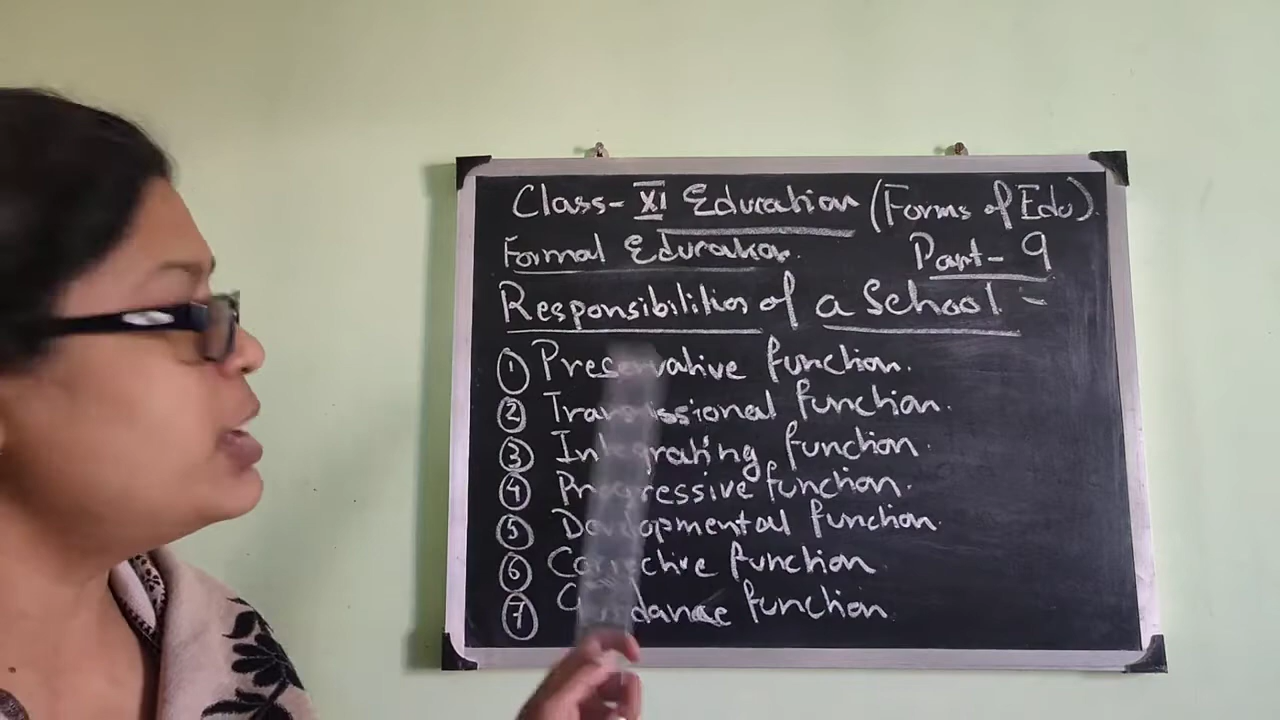 Class- XI Education (Forms of Edu)
Formal Education. Part- 9
Responsibilities of a School -
① Preservative function.
② Transmissional function.
③ Integrating function.
④ Progressive function.
⑤ Developmental function.
⑥ Corrective function
⑦ Guidance function